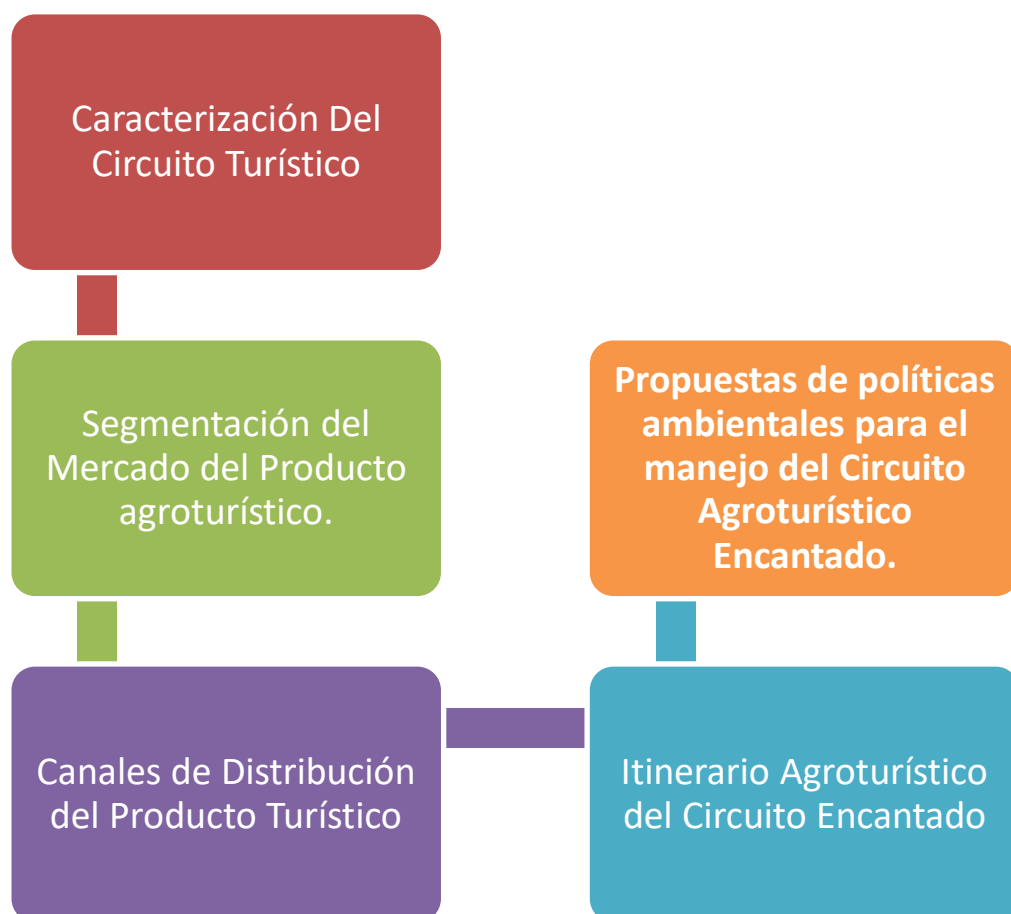 Caracterización Del
Circuito Turístico
Segmentación del
Mercado del Producto
agroturístico.
Canales de Distribución
del Producto Turístico
Itinerario Agroturístico
del Circuito Encantado
Propuestas de políticas
ambientales para el
manejo del Circuito
Agroturístico
Encantado.